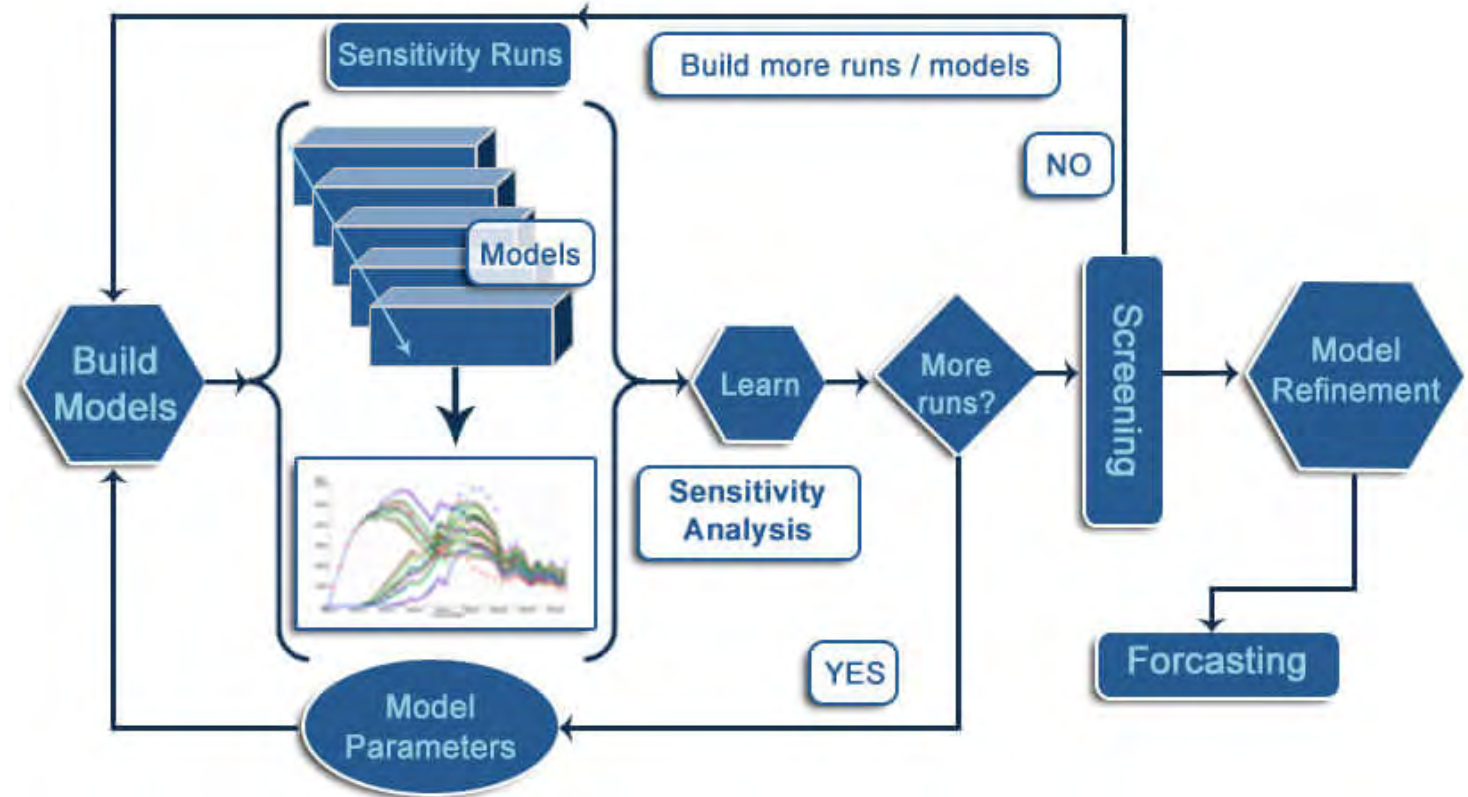 Sensitivity Runs
Build more runs / models
NO
Models
Build
Models
Learn
More
runs?
Screening
Model
Refinement
Sensitivity
Analysis
YES
Forcasting
Model
Parameters